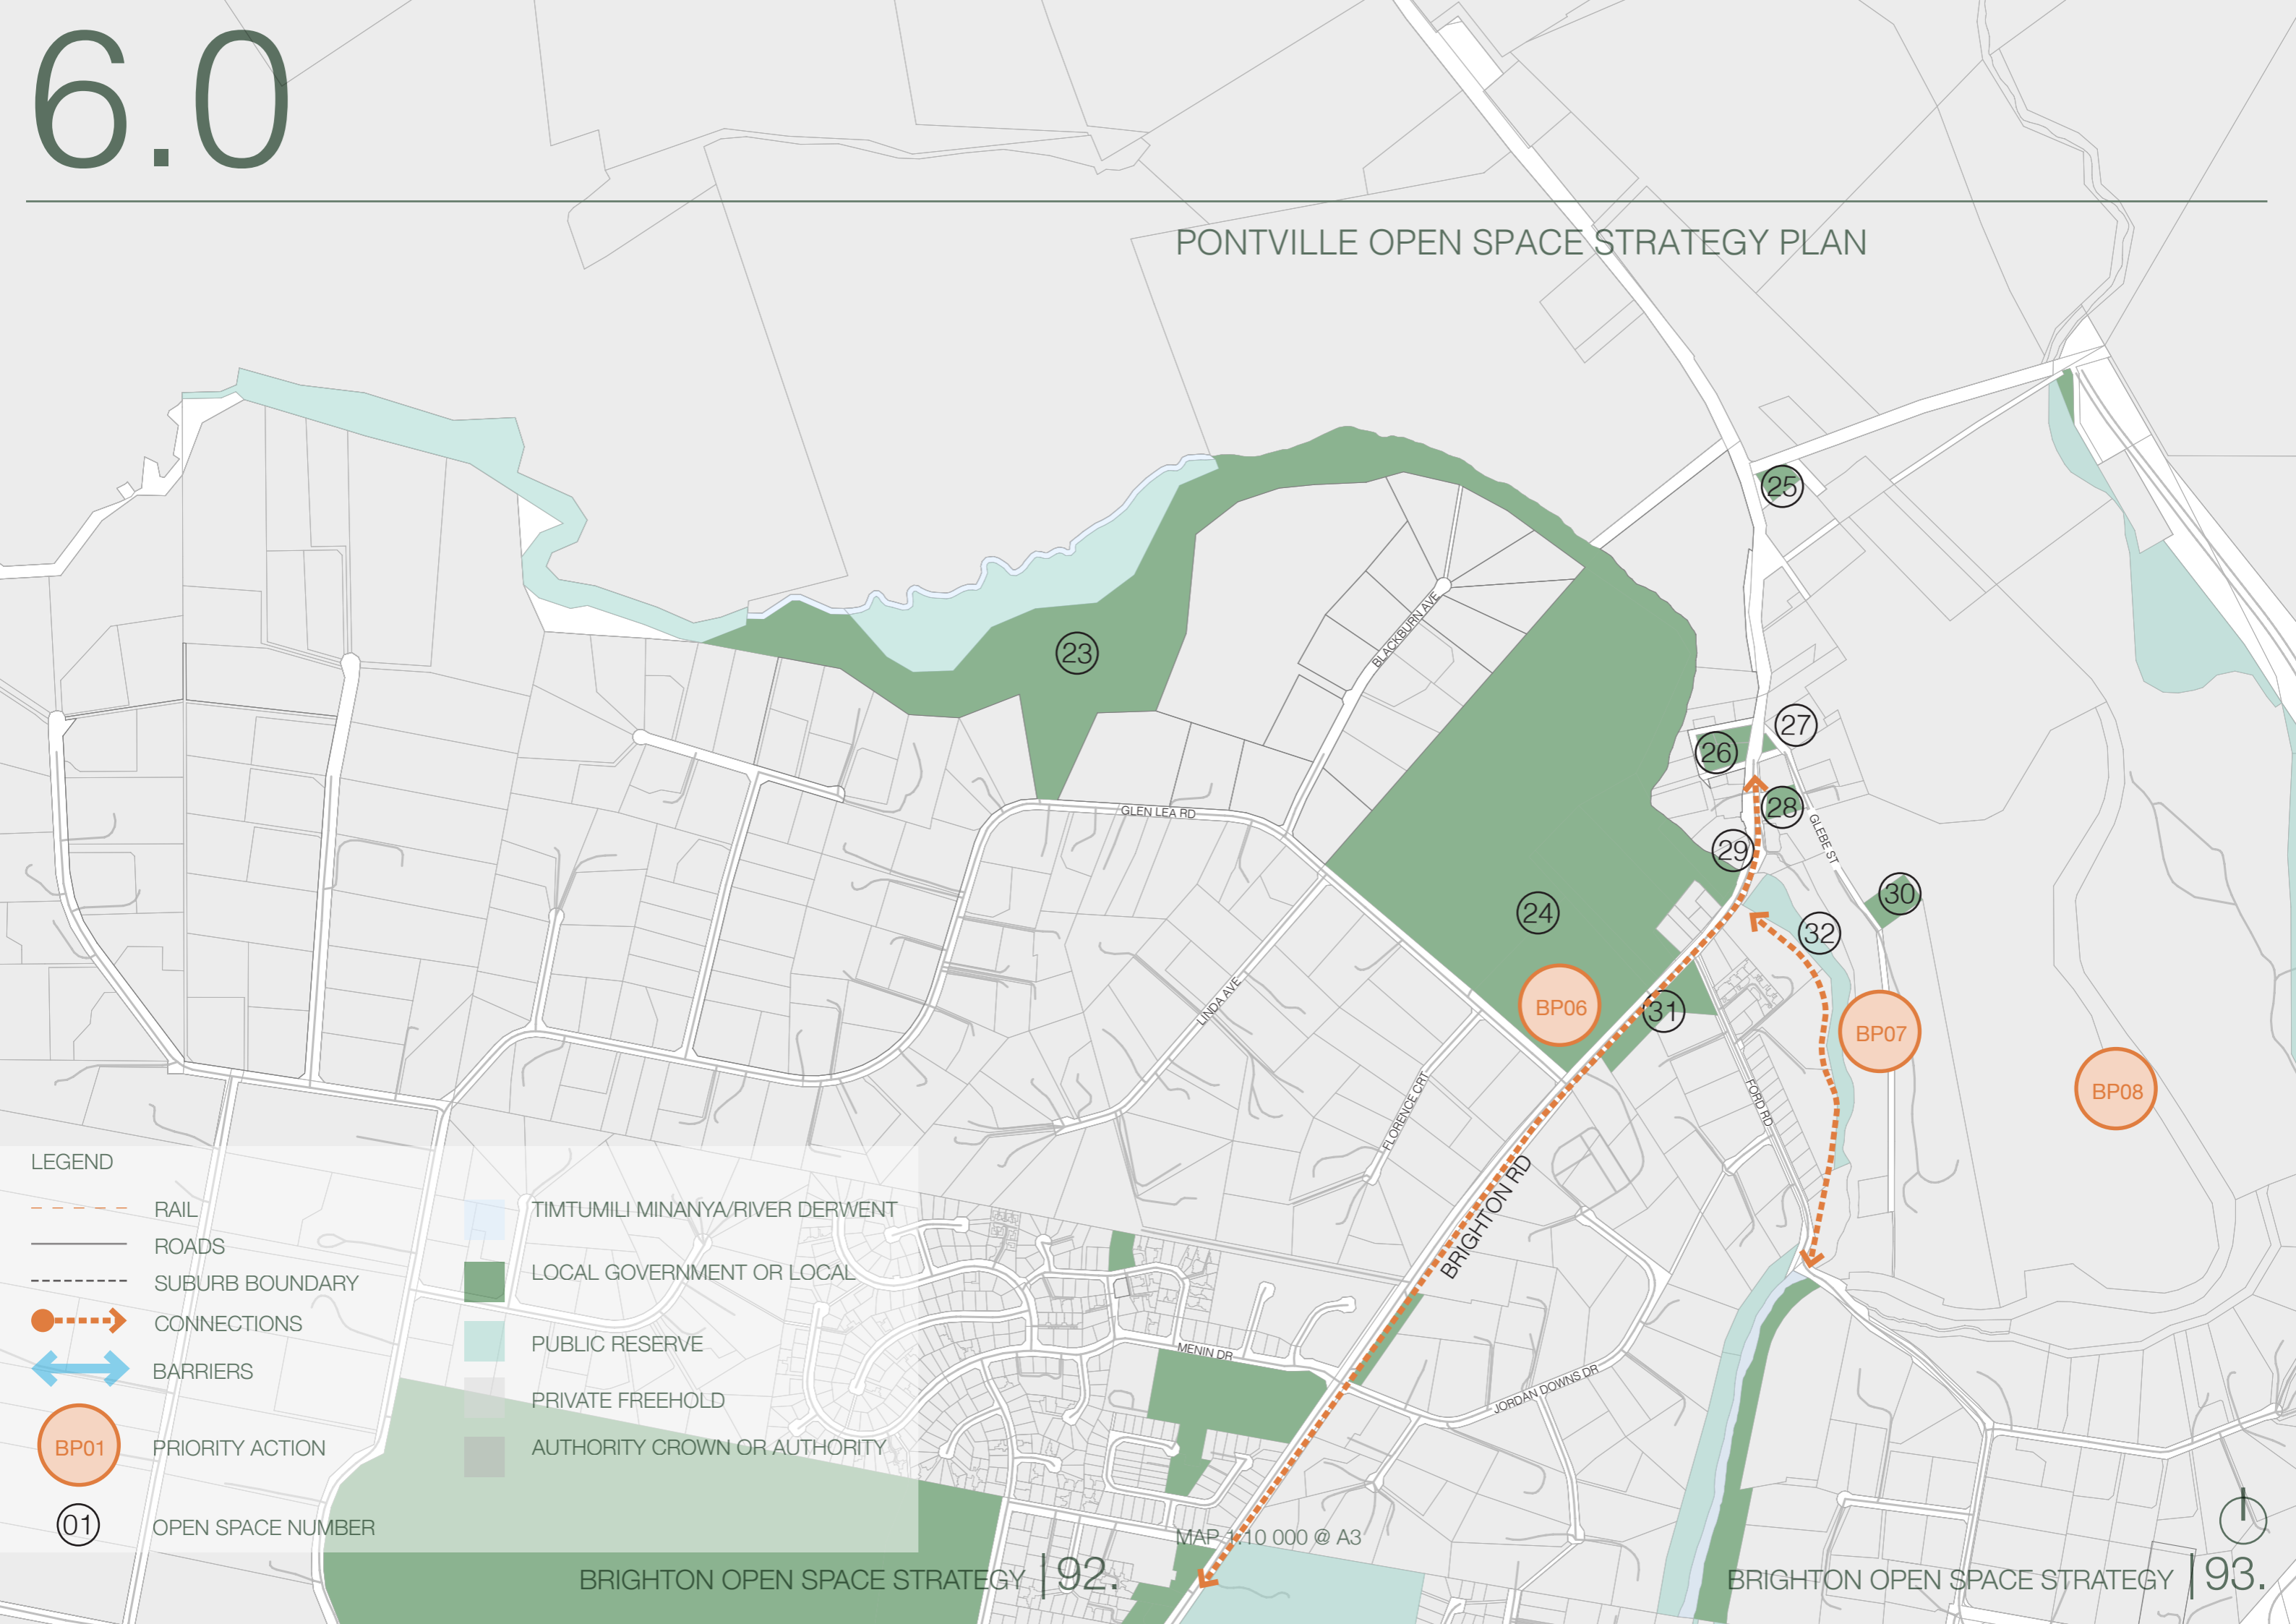 6.0
PONTVILLE OPEN SPACE STRATEGY PLAN
25
23
BLACKBURN AVE
27
26
28
GLEN LEA RD
GLEBE ST
29
30
24
32
LINDA AVE
BP06
31
BP07
BP08
FLORENCE CRT
FORD RD
BRIGHTON RD
MENIN DR
JORDAN DOWNS DR
LEGEND
RAIL
ROADS
SUBURB BOUNDARY
CONNECTIONS
BARRIERS
BP01 PRIORITY ACTION
01 OPEN SPACE NUMBER
TIMTUMILI MINANYA/RIVER DERWENT
LOCAL GOVERNMENT OR LOCAL
PUBLIC RESERVE
PRIVATE FREEHOLD
AUTHORITY CROWN OR AUTHORITY
MAP 1:10 000 @ A3
BRIGHTON OPEN SPACE STRATEGY |92.
BRIGHTON OPEN SPACE STRATEGY |93.